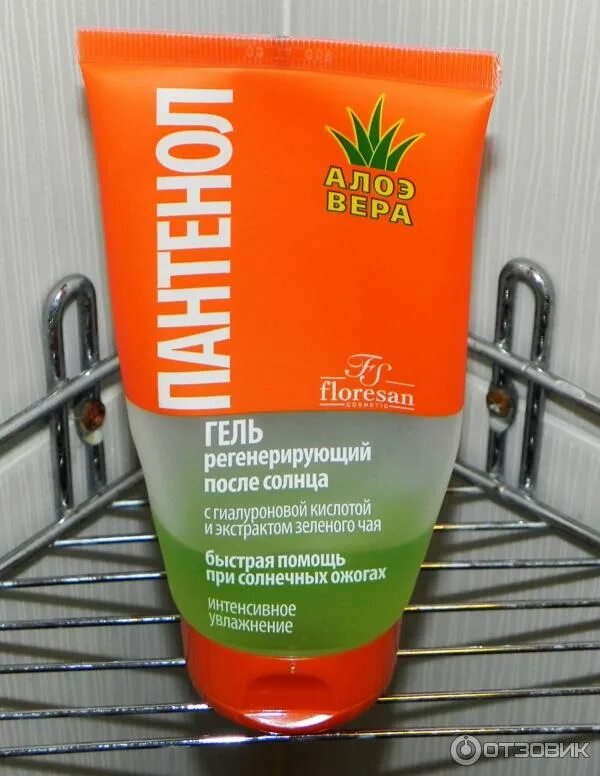 ПАНТЕНОЛ
АЛОЭ
ВЕРА
FS
floresan
COSMETIC
ГЕЛЬ
регенерирующий
после солнца
с гиалуроновой кислотой
и экстрактом зеленого чая
быстрая помощь
при солнечных ожогах
интенсивное
увлажнение
ОТЗОВИК